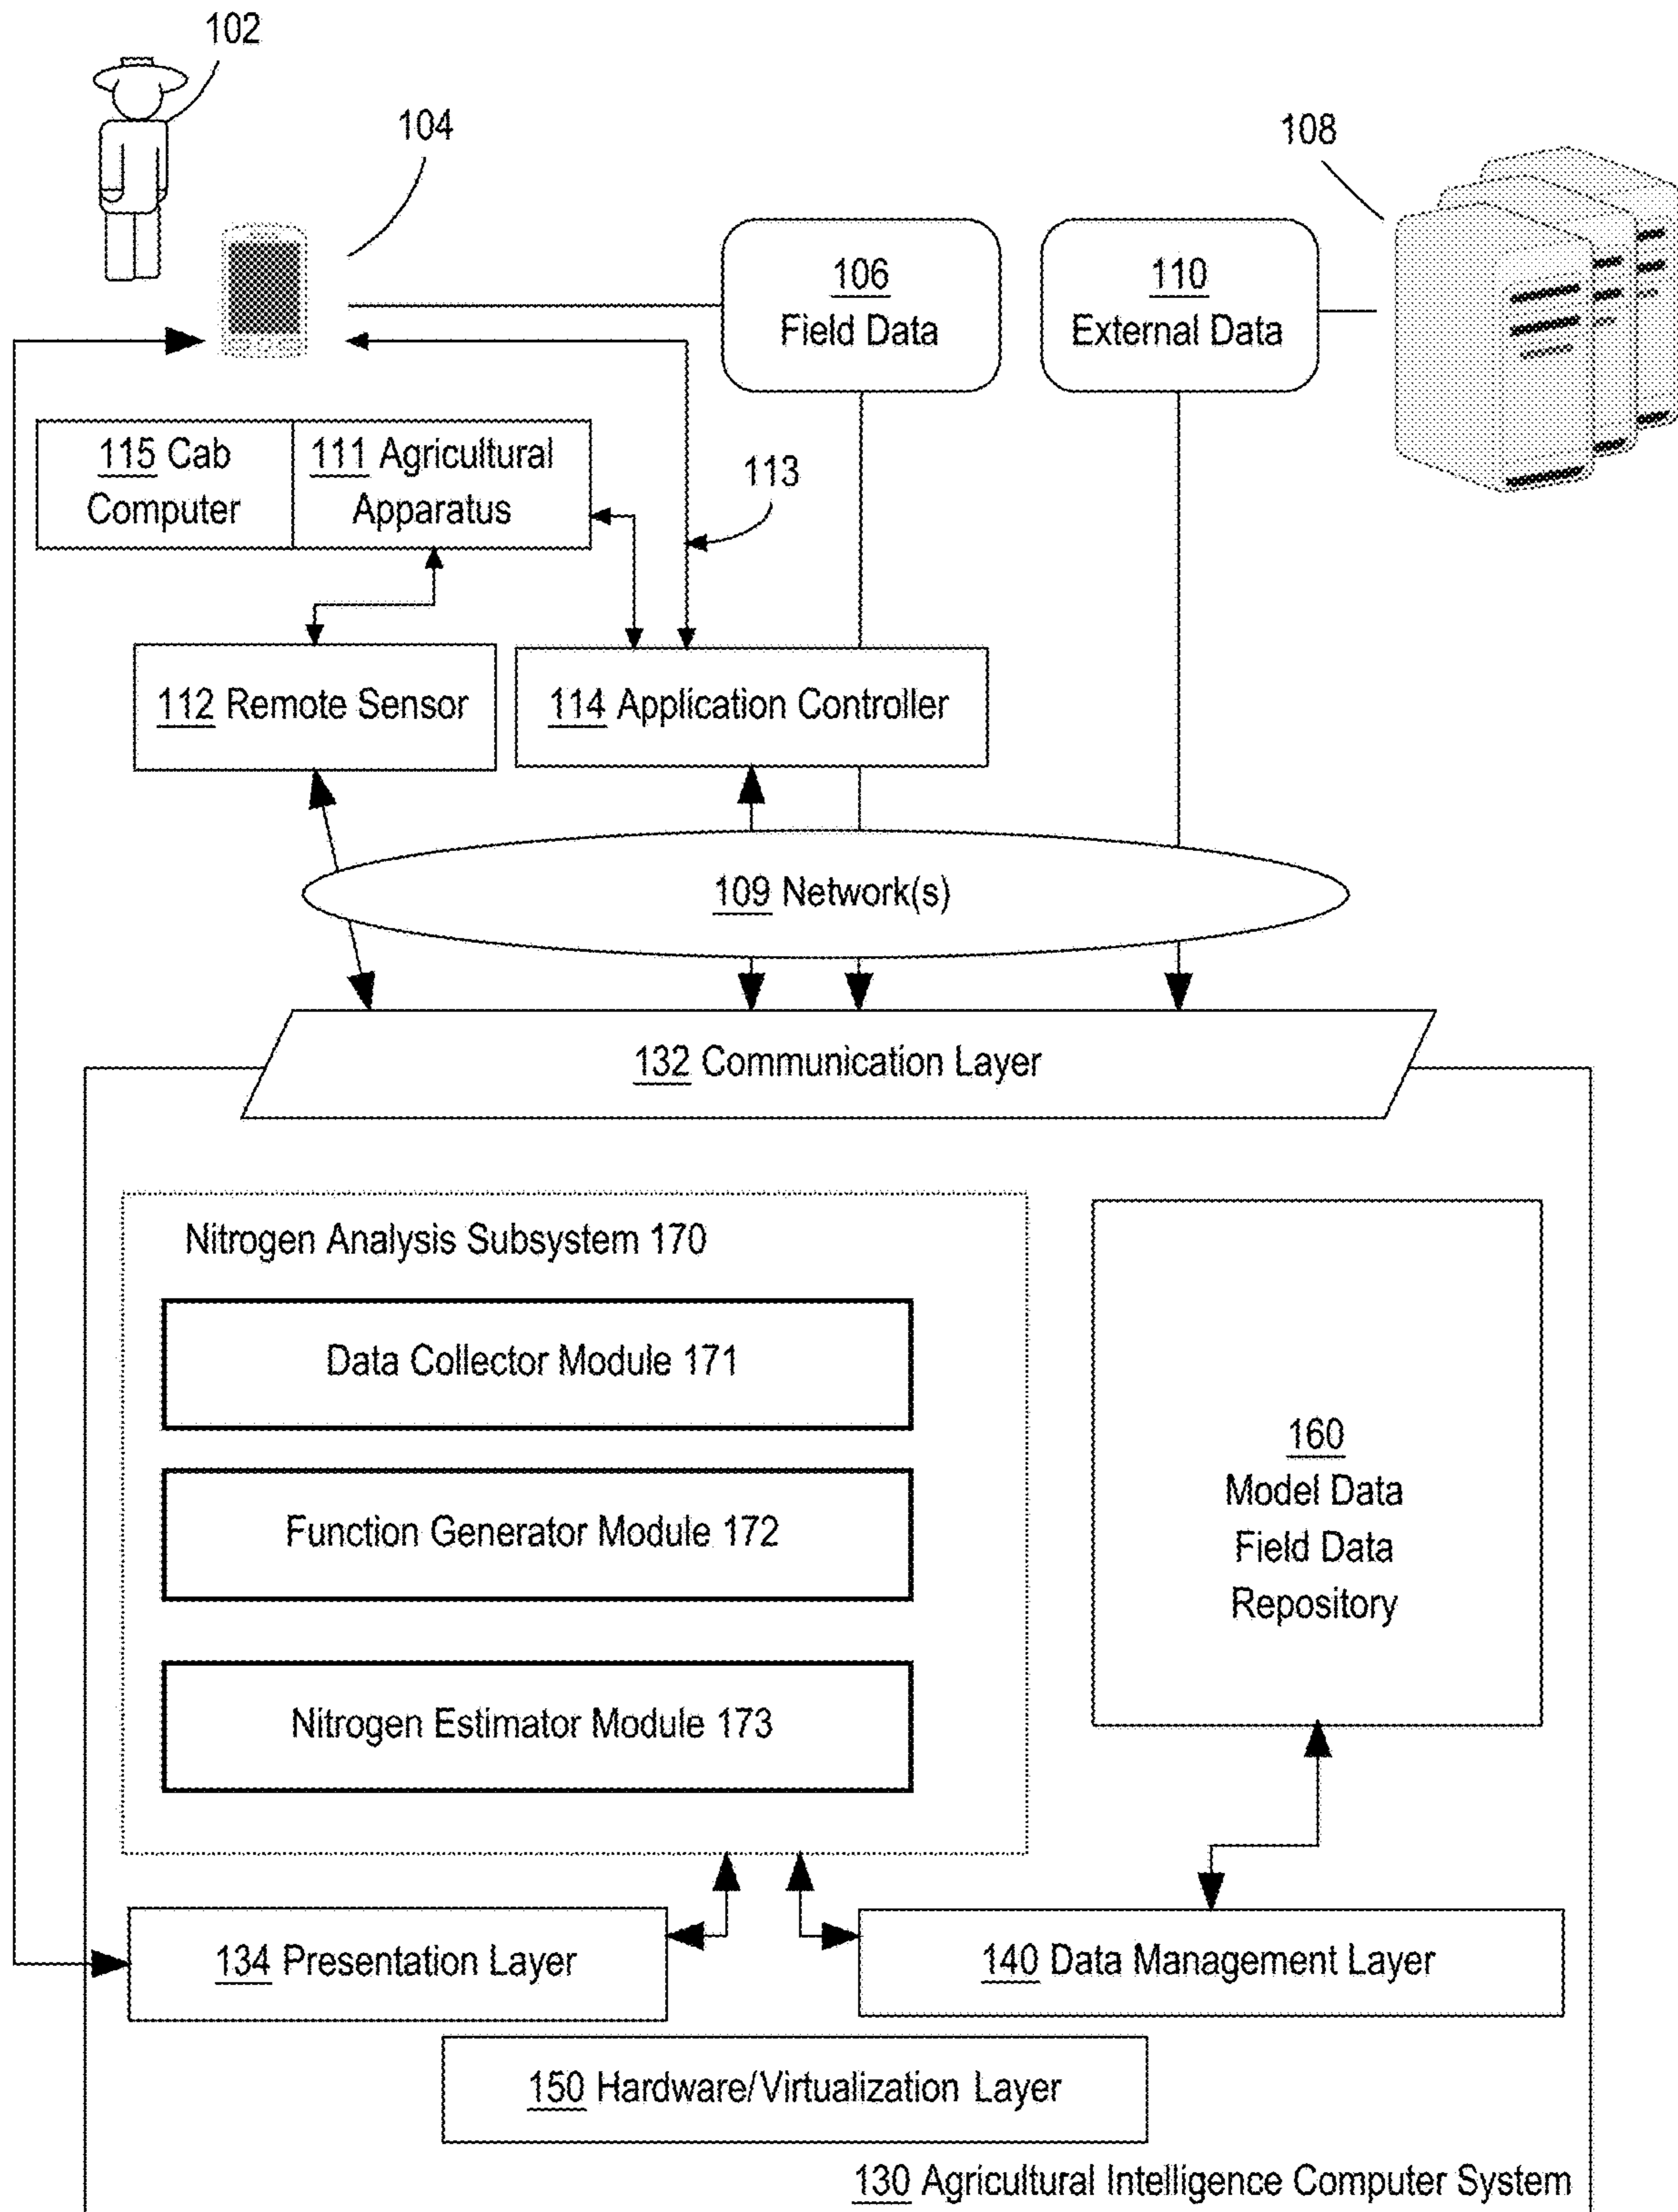 102
104
108
106
Field Data
110
External Data
115 Cab
Computer
111 Agricultural
Apparatus
113
112 Remote Sensor
114 Application Controller
109 Network(s)
132 Communication Layer
Nitrogen Analysis Subsystem 170
Data Collector Module 171
Function Generator Module 172
Nitrogen Estimator Module 173
160
Model Data
Field Data
Repository
134 Presentation Layer
140 Data Management Layer
150 Hardware/Virtualization Layer
130 Agricultural Intelligence Computer System